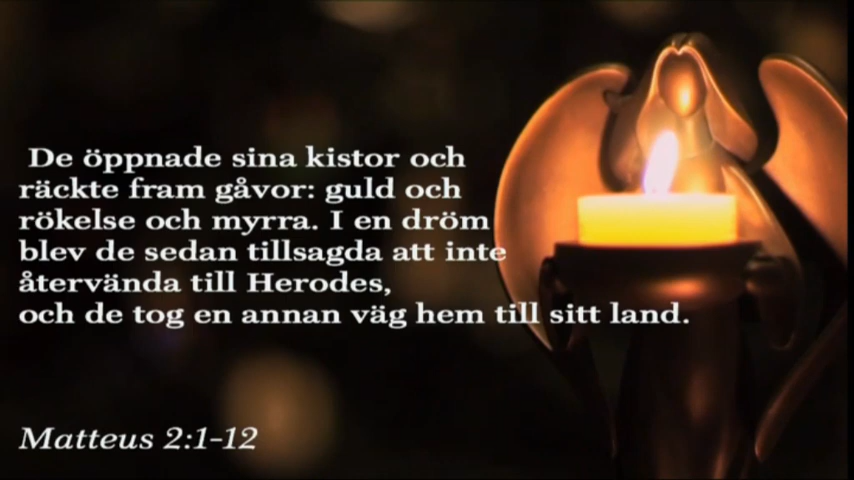 De öppnade sina kistor och
räckte fram gåvor: guld och
rökelse och myrra. I en dröm
blev de sedan tillsagda att inte
återvända till Herodes,
och de tog en annan väg hem till sitt land.
Matteus 2:1-12